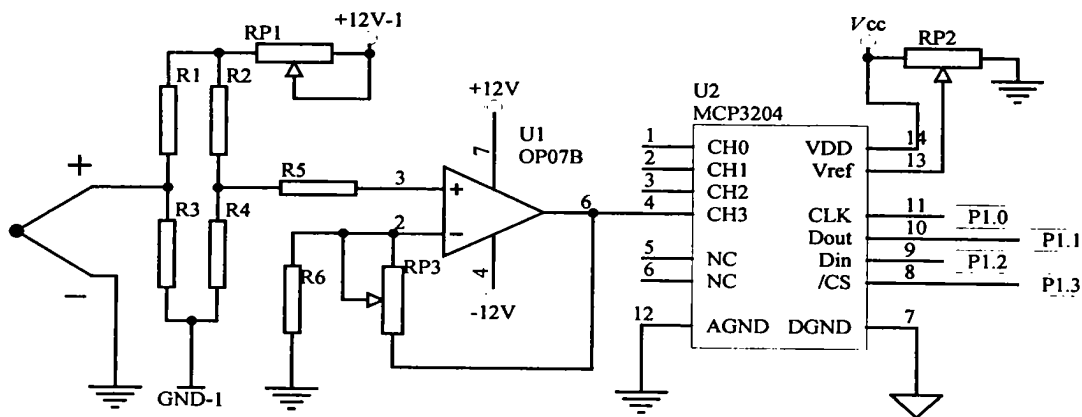 +12V-1
RP1
R1
R2
Vcc
RP2
+12V
U1
OP07B
7
U2
MCP3204
+
R5
3
+
6
2
−
R3
R4
R6
RP3
4
-12V
−
GND-1
1
CH0
2
CH1
3
CH2
4
CH3
5
NC
6
NC
12
AGND
VDD
14
Vref
13
CLK
11
P1.0
Dout
10
P1.1
Din
9
P1.2
/CS
8
P1.3
DGND
7